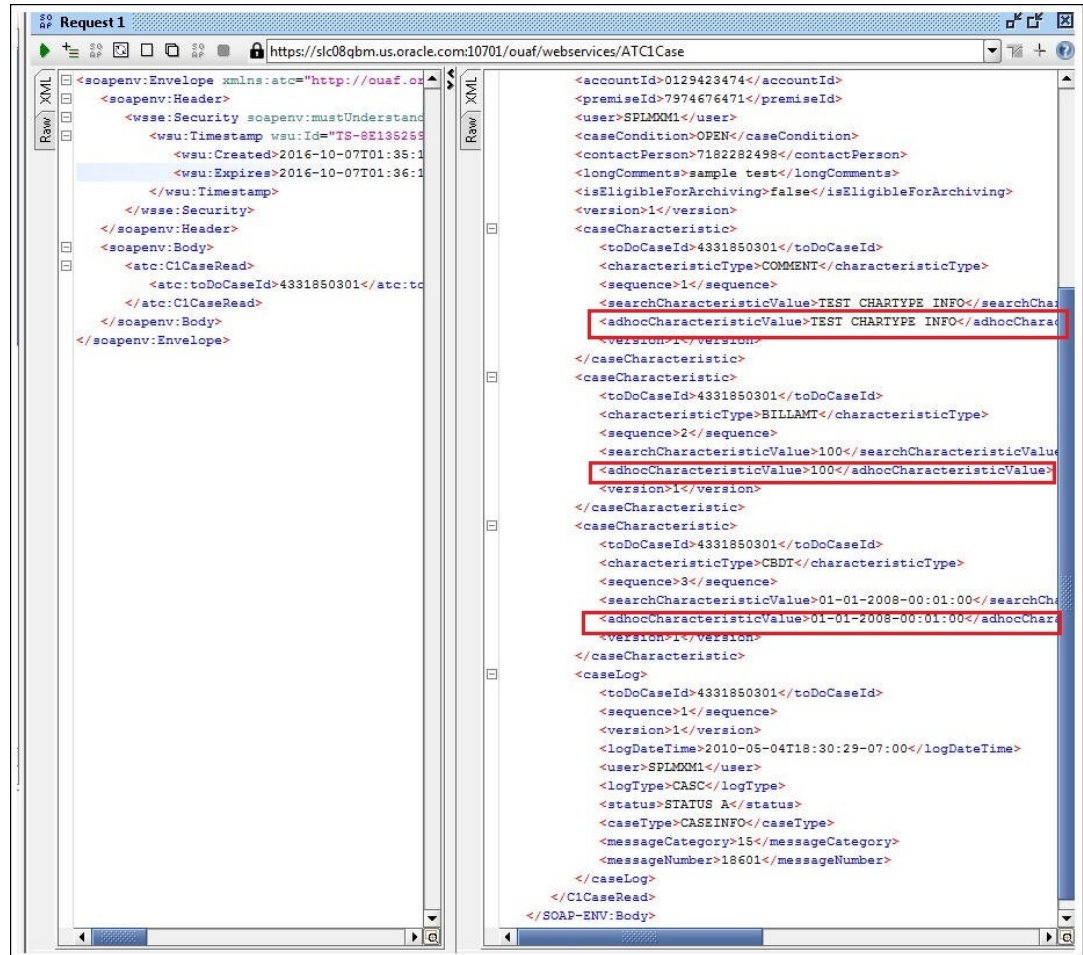 Request 1
https://slc08qbm.us.oracle.com:10701/ouaf/webservices/ATC1Case
XML
Raw
<soapenv:Envelope xmlns:atc="http://ouaf.or
<soapenv:Header>
<wsse:Security soapenv:mustUnderstand
<wsu:Timestamp wsu:Id="TS-8E135259
<wsu:Created>2016-10-07T01:35:1
<wsu:Expires>2016-10-07T01:36:1
</wsu:Timestamp>
</wsse:Security>
</soapenv:Header>
<soapenv:Body>
<atc:C1CaseRead>
<atc:toDoCaseId>4331850301</atc:tc
</atc:C1CaseRead>
</soapenv:Body>
</soapenv:Envelope>
XML
Raw
<accountId>0129423474</accountId>
<premiseId>7974676471</premiseId>
<user>SPLMXM1</user>
<caseCondition>OPEN</caseCondition>
<contactPerson>7182282498</contactPerson>
<longComments>sample test</longComments>
<isEligibleForArchiving>false</isEligibleForArchiving>
<version>1</version>
<caseCharacteristic>
<toDoCaseId>4331850301</toDoCaseId>
<characteristicType>COMMENT</characteristicType>
<sequence>1</sequence>
<searchCharacteristicValue>TEST CHARTYPE INFO</searchChar
<adhocCharacteristicValue>TEST CHARTYPE INFO</adhocCharac
<version>1</version>
</caseCharacteristic>
<caseCharacteristic>
<toDoCaseId>4331850301</toDoCaseId>
<characteristicType>BILLAMT</characteristicType>
<sequence>2</sequence>
<searchCharacteristicValue>100</searchCharacteristicValue
<adhocCharacteristicValue>100</adhocCharacteristicValue>
<version>1</version>
</caseCharacteristic>
<caseCharacteristic>
<toDoCaseId>4331850301</toDoCaseId>
<characteristicType>CBDT</characteristicType>
<sequence>3</sequence>
<searchCharacteristicValue>01-01-2008-00:01:00</searchCha
<adhocCharacteristicValue>01-01-2008-00:01:00</adhocChara
<version>1</version>
</caseCharacteristic>
<caseLog>
<toDoCaseId>4331850301</toDoCaseId>
<sequence>1</sequence>
<version>1</version>
<logDateTime>2010-05-04T18:30:29-07:00</logDateTime>
<user>SPLMXM1</user>
<logType>CASC</logType>
<status>STATUS A</status>
<caseType>CASEINFO</caseType>
<messageCategory>15</messageCategory>
<messageNumber>18601</messageNumber>
</caseLog>
</C1CaseRead>
</SOAP-ENV:Body>